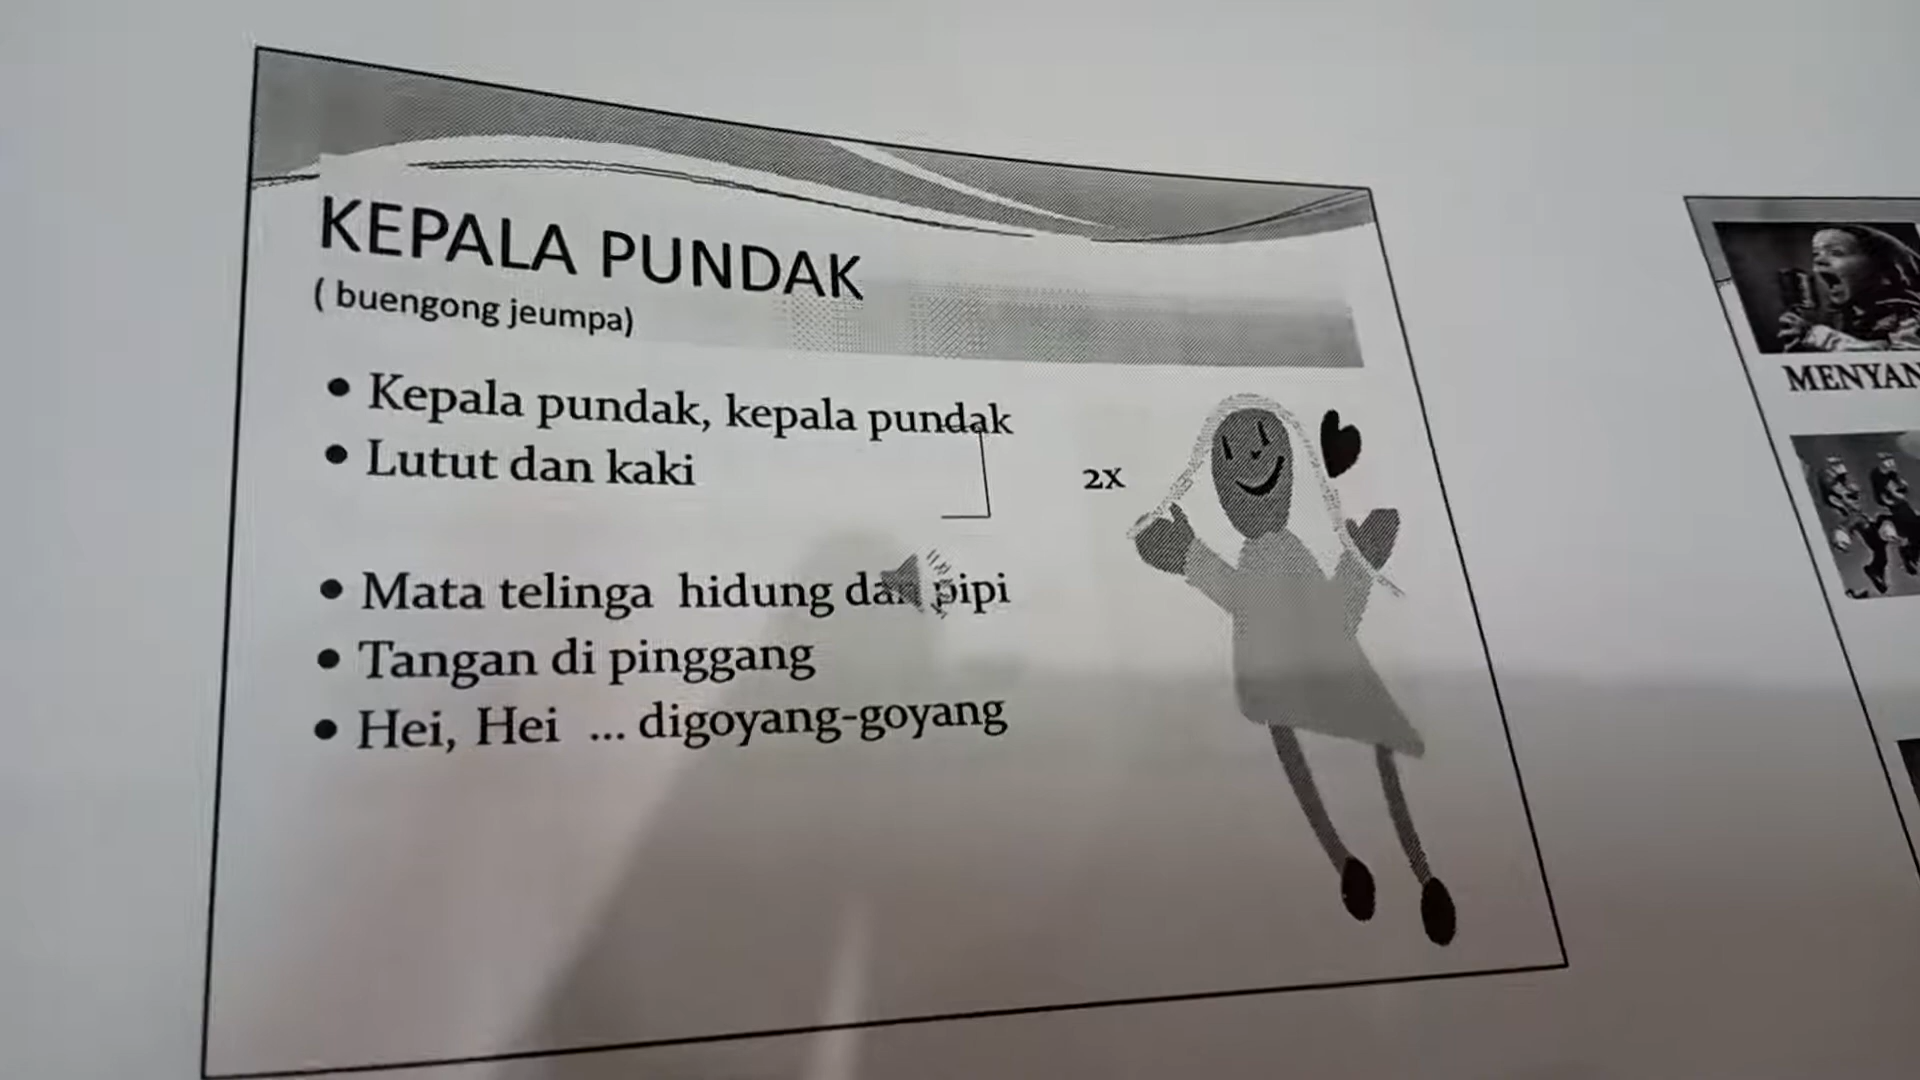 KEPALA PUNDAK
( buengong jeumpa)
• Kepala pundak, kepala pundak
• Lutut dan kaki
2x
• Mata telinga hidung dan pipi
• Tangan di pinggang
• Hei, Hei ... digoyang-goyang
MENYAN